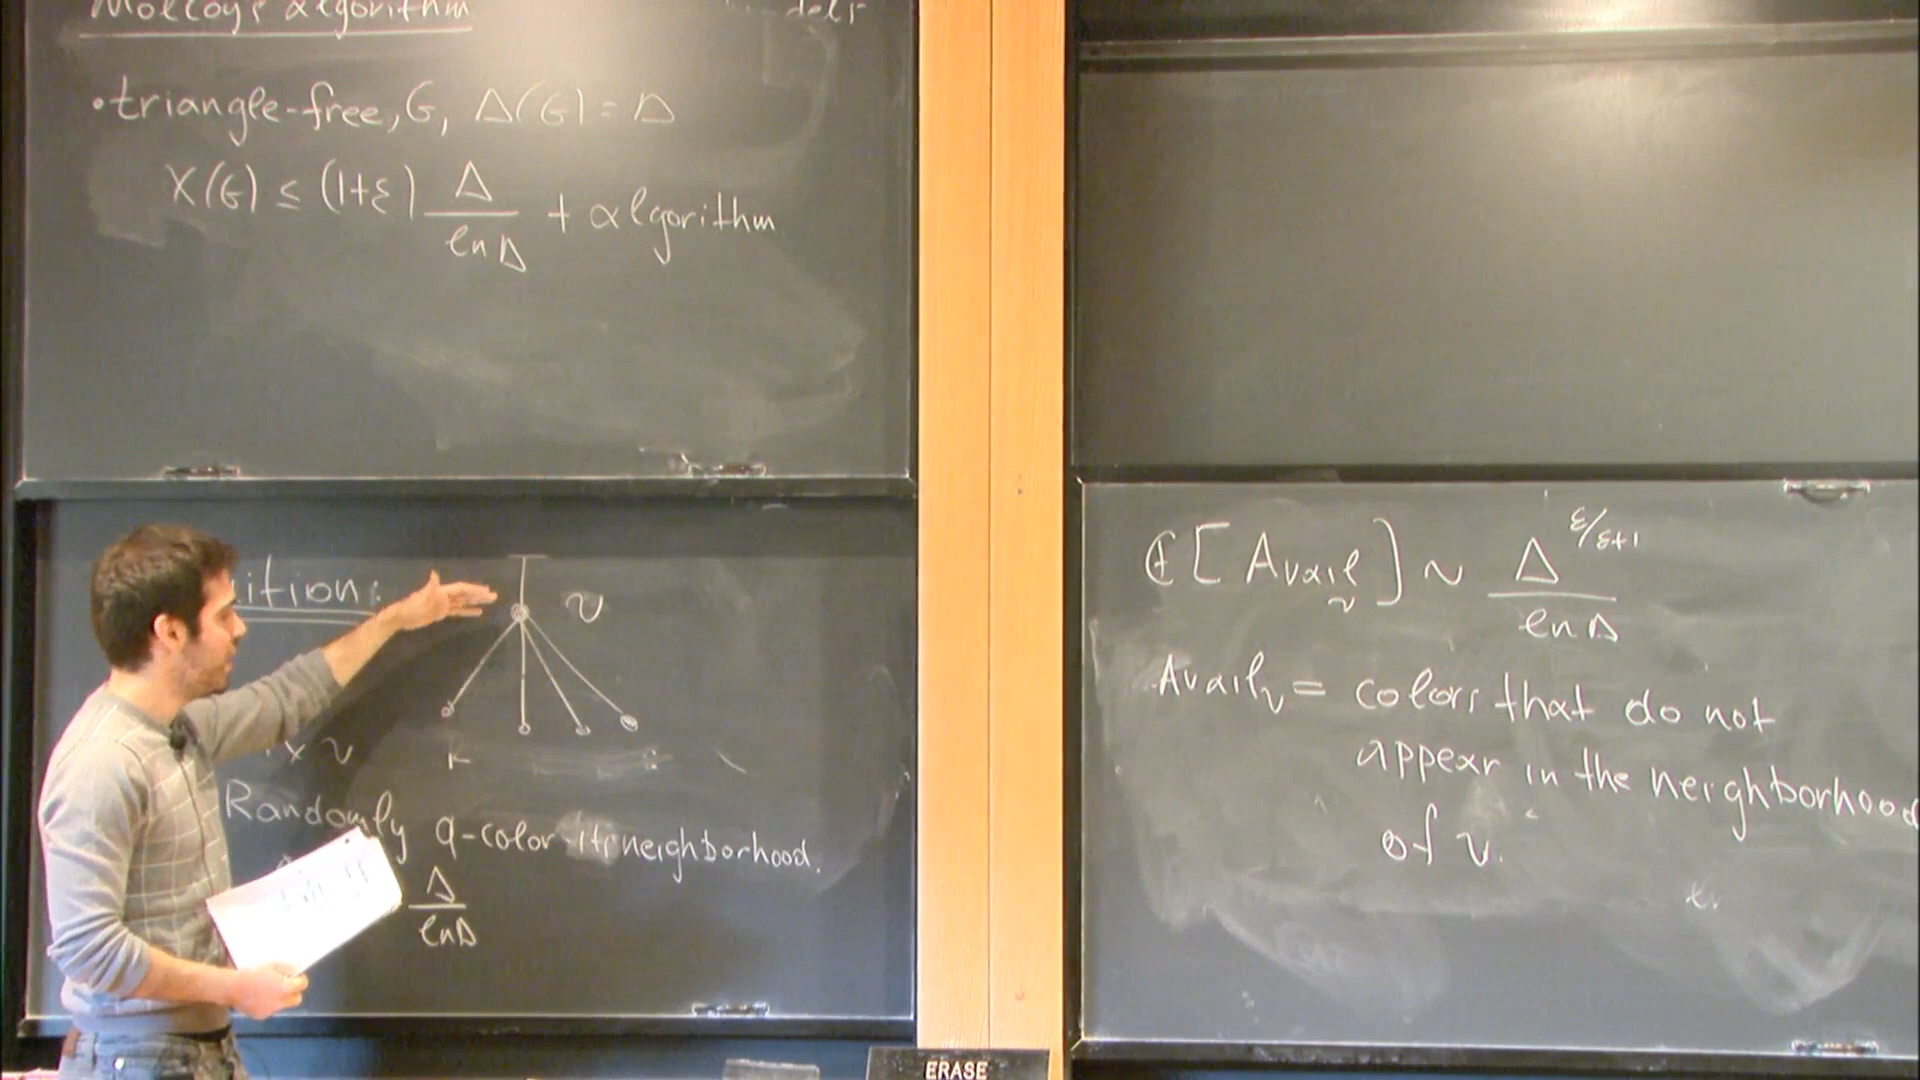 Molloy's algorithm
• triangle-free, G, Δ(G) = Δ
χ(G) ≤ (1+ε) Δ / ln Δ + algorithm
ition:
v
x v
Randomly q-color its neighborhood.
Δ / ln Δ
E[Avail_v] ~ Δ^{ε/ε+1} / ln Δ
Avail_v = colors that do not
appear in the neighborhood
of v.
ERASE